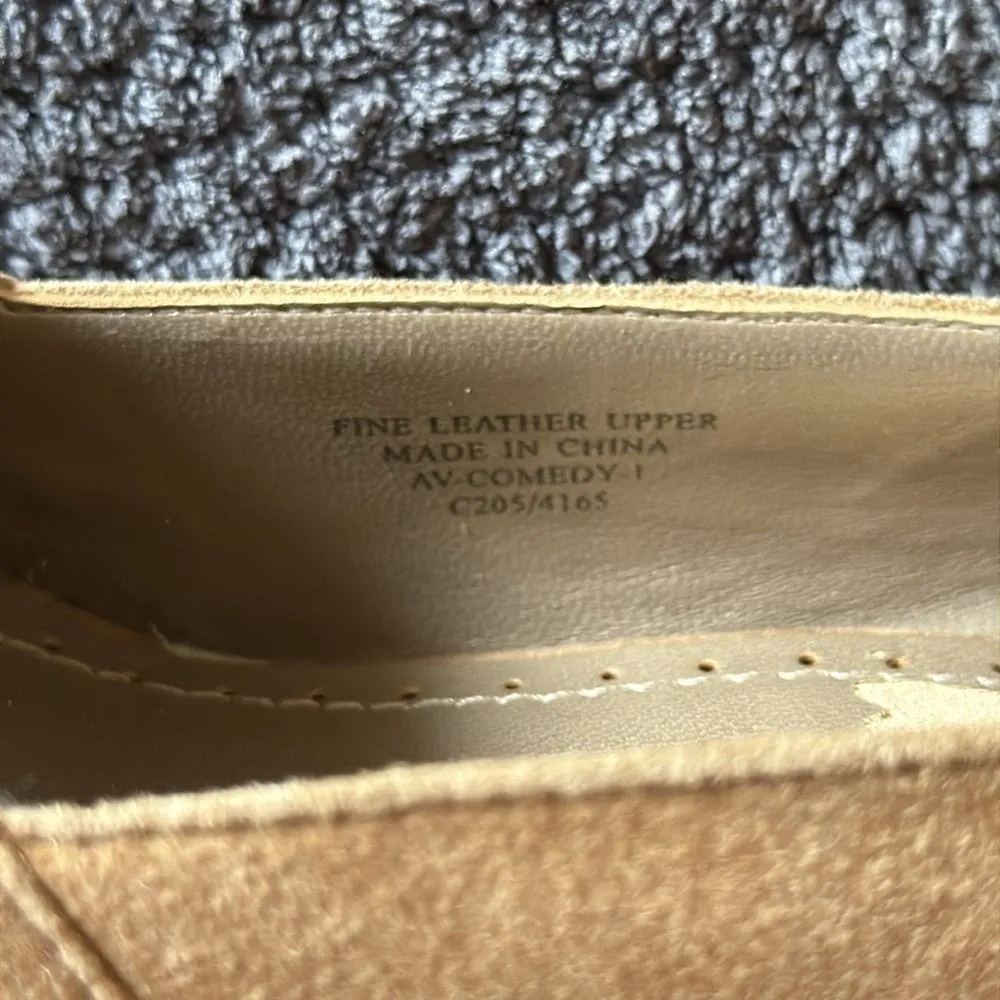 FINE LEATHER UPPER
MADE IN CHINA
AV-COMEDY-1
C205/4165